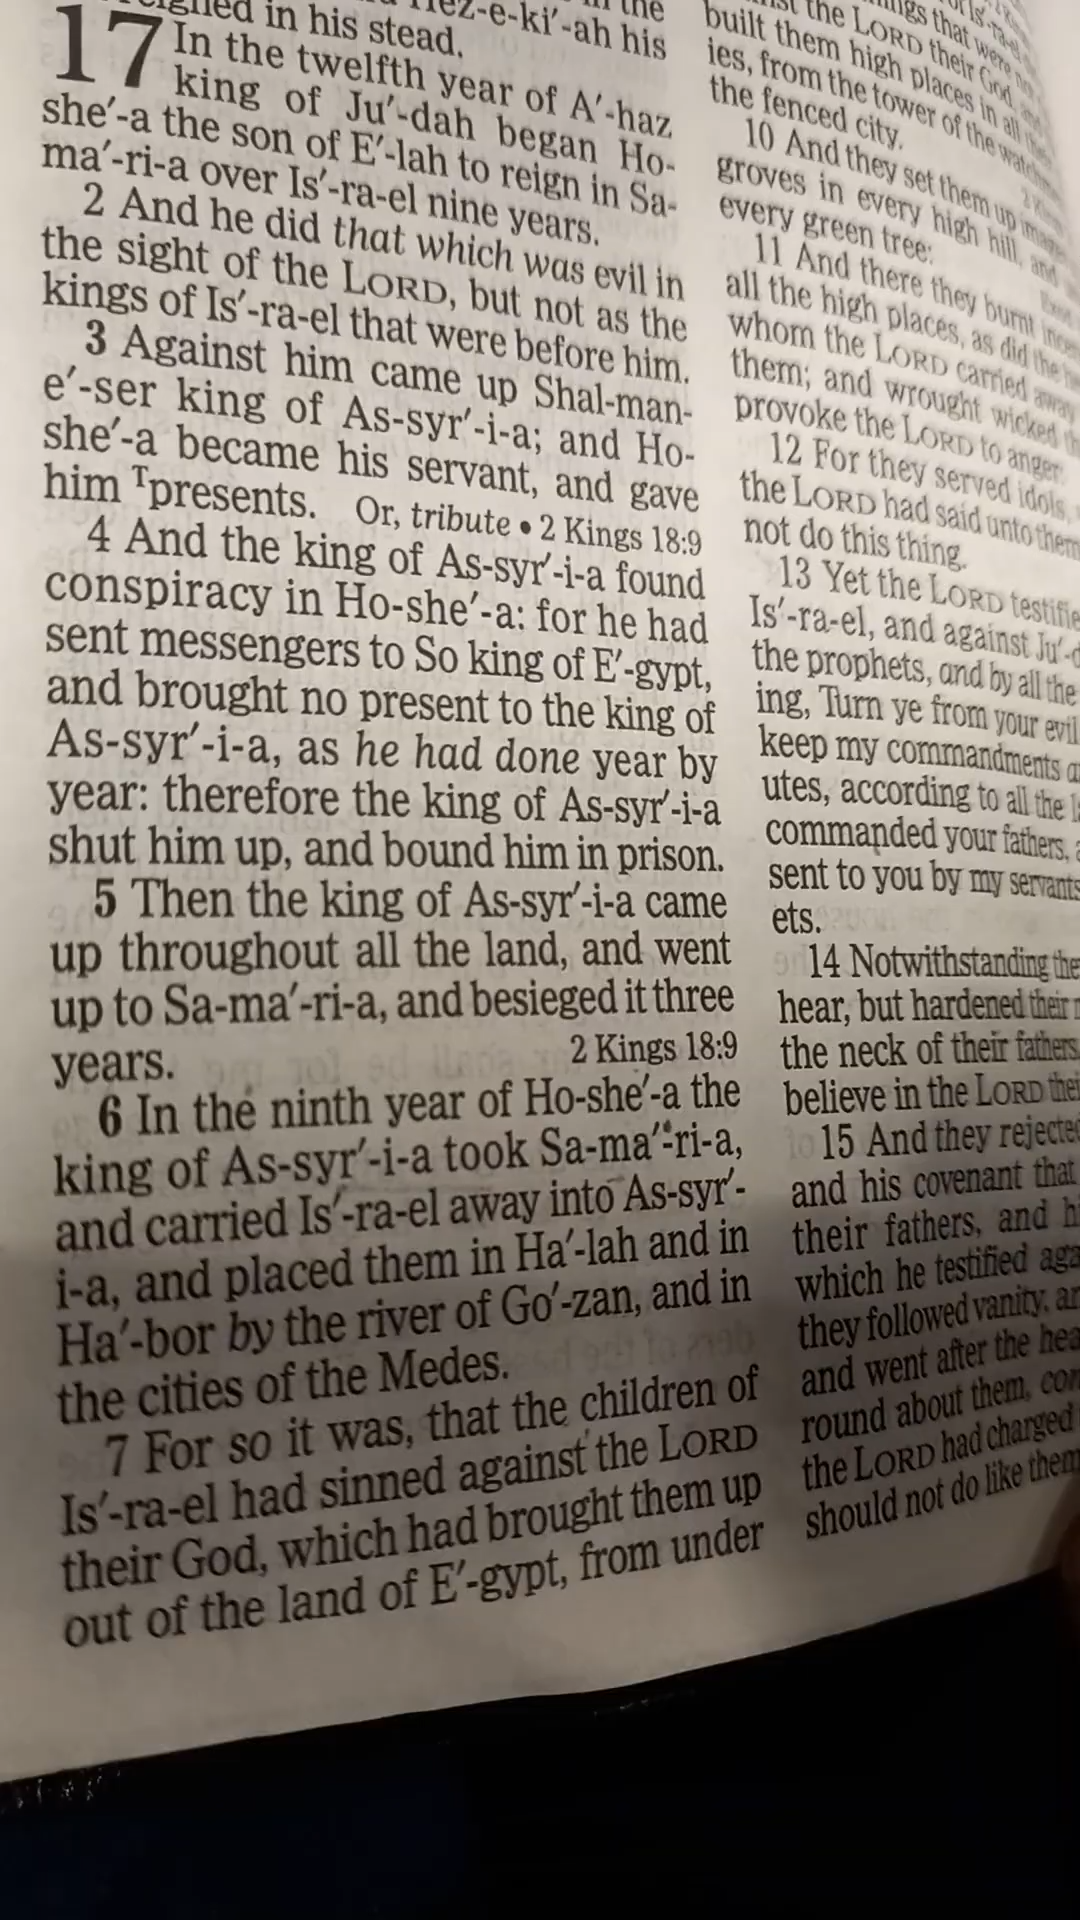 in his stead.
17 In the twelfth year of A′-haz
king of Ju′-dah began Ho-
she′-a the son of E′-lah to reign in Sa-
ma′-ri-a over Is′-ra-el nine years.
2 And he did that which was evil in
the sight of the LORD, but not as the
kings of Is′-ra-el that were before him.
3 Against him came up Shal-man-
e′-ser king of As-syr′-i-a; and Ho-
she′-a became his servant, and gave
him ᵀpresents. Or, tribute • 2 Kings 18:9
4 And the king of As-syr′-i-a found
conspiracy in Ho-she′-a: for he had
sent messengers to So king of E′-gypt,
and brought no present to the king of
As-syr′-i-a, as he had done year by
year: therefore the king of As-syr′-i-a
shut him up, and bound him in prison.
5 Then the king of As-syr′-i-a came
up throughout all the land, and went
up to Sa-ma′-ri-a, and besieged it three
years. 2 Kings 18:9
6 In the ninth year of Ho-she′-a the
king of As-syr′-i-a took Sa-ma′-ri-a,
and carried Is′-ra-el away into As-syr′-
i-a, and placed them in Ha′-lah and in
Ha′-bor by the river of Go′-zan, and in
the cities of the Medes.
7 For so it was, that the children of
Is′-ra-el had sinned against the LORD
their God, which had brought them up
out of the land of E′-gypt, from under
the LORD their God, and
built them high places in all their
ies, from the tower of the
the fenced city.
10 And they set them up
groves in every high hill, and
every green tree:
11 And there they burnt
all the high places, as did the
whom the LORD carried away
them; and wrought wicked
provoke the LORD to anger:
12 For they served idols,
the LORD had said unto them
not do this thing.
13 Yet the LORD
Is′-ra-el, and against
the prophets, and by all the
ing, Turn ye from your evil
keep my commandments
utes, according to all the
commanded your fathers,
sent to you by my servants
ets.
14 Notwithstanding
hear, but hardened their
the neck of their fathers
believe in the LORD
15 And they
and his covenant that
their fathers, and
which he testified
they followed vanity,
and went after the
round about them,
the LORD had charged
should not do like them